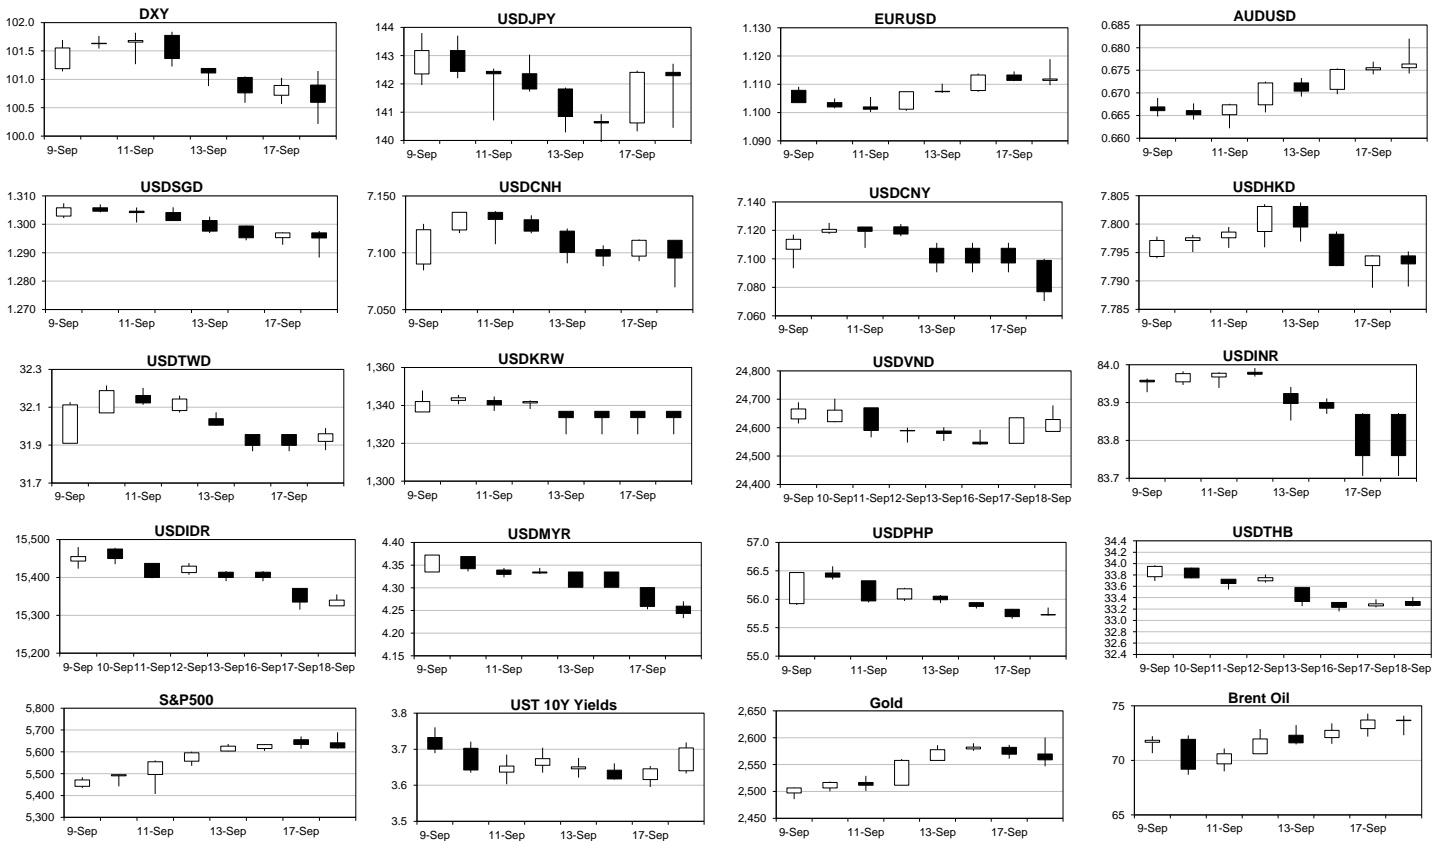 DXY
102.0
101.5
101.0
100.5
100.0
9-Sep 11-Sep 13-Sep 17-Sep
USDJPY
144
143
142
141
140
9-Sep 11-Sep 13-Sep 17-Sep
EURUSD
1.130
1.120
1.110
1.100
1.090
9-Sep 11-Sep 13-Sep 17-Sep
AUDUSD
0.685
0.680
0.675
0.670
0.665
0.660
9-Sep 11-Sep 13-Sep 17-Sep
USDSGD
1.310
1.300
1.290
1.280
1.270
9-Sep 11-Sep 13-Sep 17-Sep
USDCNH
7.150
7.100
7.050
9-Sep 11-Sep 13-Sep 17-Sep
USDCNY
7.140
7.120
7.100
7.080
7.060
9-Sep 11-Sep 13-Sep 17-Sep
USDHKD
7.805
7.800
7.795
7.790
7.785
9-Sep 11-Sep 13-Sep 17-Sep
USDTWD
32.3
32.1
31.9
31.7
9-Sep 11-Sep 13-Sep 17-Sep
USDKRW
1,360
1,340
1,320
1,300
9-Sep 11-Sep 13-Sep 17-Sep
USDVND
24,800
24,700
24,600
24,500
24,400
9-Sep 10-Sep 11-Sep 12-Sep 13-Sep 16-Sep 17-Sep 18-Sep
USDINR
84.0
83.9
83.8
83.7
9-Sep 11-Sep 13-Sep 17-Sep
USDIDR
15,500
15,400
15,300
15,200
9-Sep 10-Sep 11-Sep 12-Sep 13-Sep 16-Sep 17-Sep 18-Sep
USDMYR
4.40
4.35
4.30
4.25
4.20
4.15
9-Sep 11-Sep 13-Sep 17-Sep
USDPHP
57.0
56.5
56.0
55.5
55.0
9-Sep 11-Sep 13-Sep 17-Sep
USDTHB
34.4
34.2
34.0
33.8
33.6
33.4
33.2
33.0
32.8
32.6
32.4
9-Sep 10-Sep 11-Sep 12-Sep 13-Sep 16-Sep 17-Sep 18-Sep
S&P500
5,800
5,700
5,600
5,500
5,400
5,300
9-Sep 11-Sep 13-Sep 17-Sep
UST 10Y Yields
3.8
3.7
3.6
3.5
9-Sep 11-Sep 13-Sep 17-Sep
Gold
2,650
2,600
2,550
2,500
2,450
9-Sep 11-Sep 13-Sep 17-Sep
Brent Oil
75
70
65
9-Sep 11-Sep 13-Sep 17-Sep